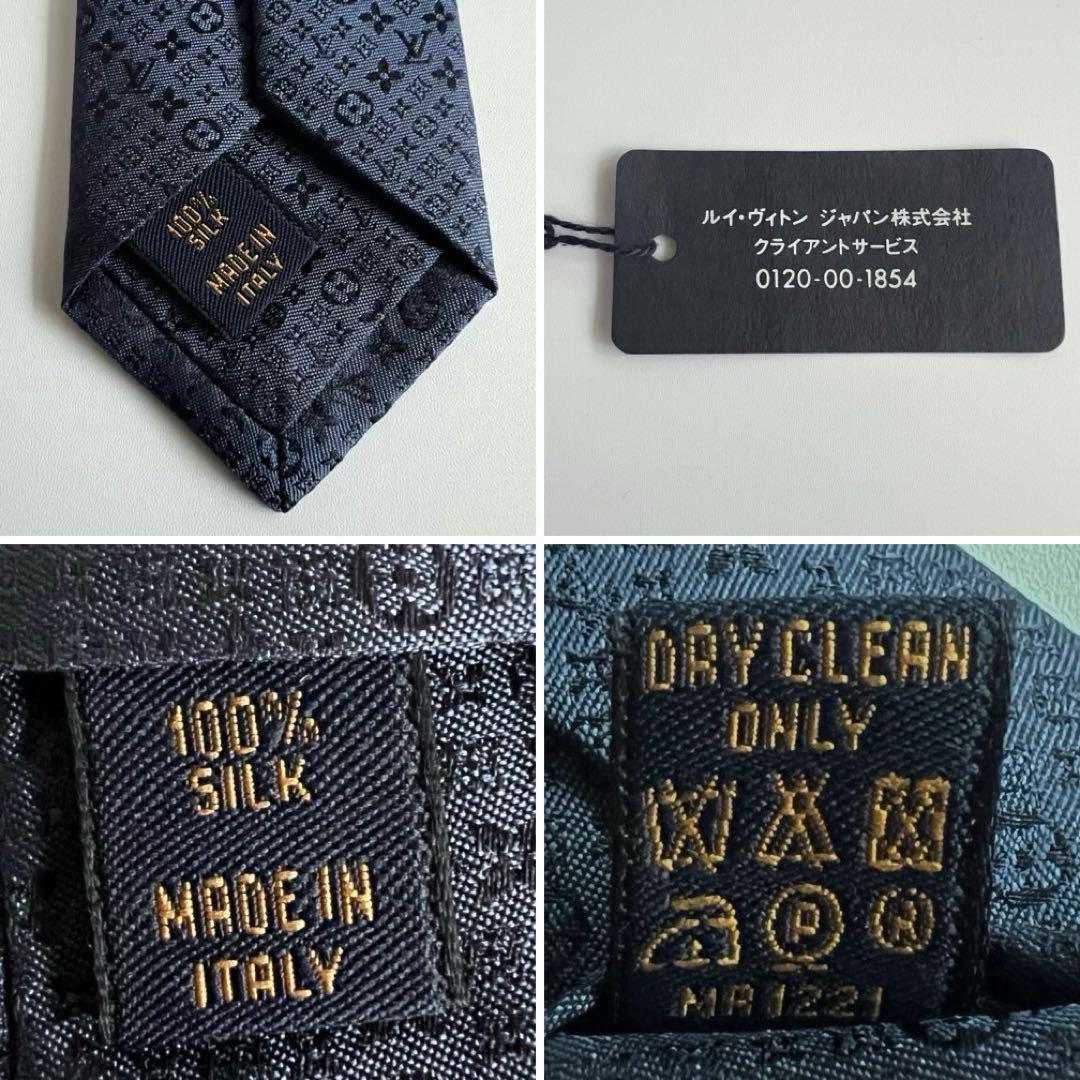 100%
SILK
MADE IN
ITALY
ルイ・ヴィトン ジャパン株式会社
クライアントサービス
0120-00-1854
100%
SILK
MADE IN
ITALY
DRY CLEAN
ONLY
P
MA1221